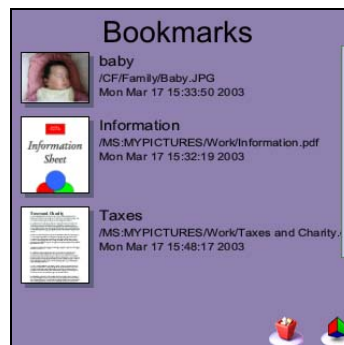 Bookmarks
baby
/CF/Family/Baby.JPG
Mon Mar 17 15:33:50 2003
Information
/MS:MYPICTURES/Work/Information.pdf
Mon Mar 17 15:32:19 2003
Information
Sheet
Taxes
/MS:MYPICTURES/Work/Taxes and Charity.
Mon Mar 17 15:48:17 2003